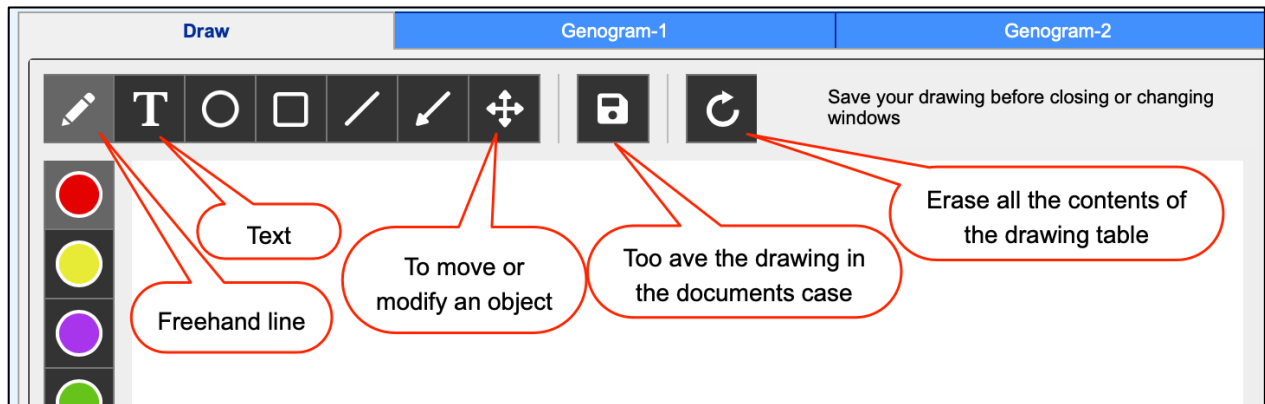 Draw
Genogram-1
Genogram-2
T
Save your drawing before closing or changing
windows
Erase all the contents of
the drawing table
Text
To move or
modify an object
Too ave the drawing in
the documents case
Freehand line